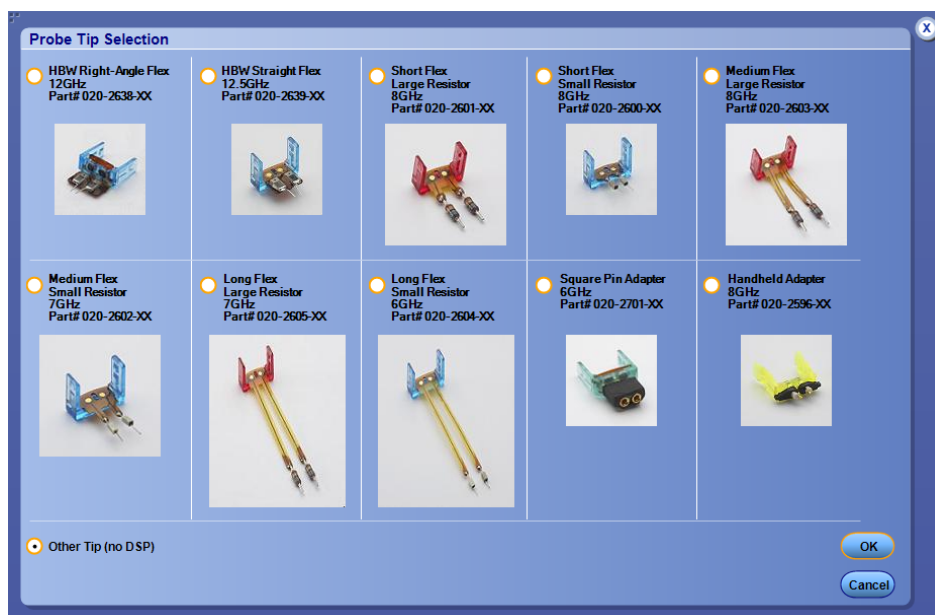 Probe Tip Selection
X
HBW Right-Angle Flex
12GHz
Part# 020-2638-XX
HBW Straight Flex
12.5GHz
Part# 020-2639-XX
Short Flex
Large Resistor
8GHz
Part# 020-2601-XX
Short Flex
Small Resistor
8GHz
Part# 020-2600-XX
Medium Flex
Large Resistor
8GHz
Part# 020-2603-XX
Medium Flex
Small Resistor
7GHz
Part# 020-2602-XX
Long Flex
Large Resistor
7GHz
Part# 020-2605-XX
Long Flex
Small Resistor
6GHz
Part# 020-2604-XX
Square Pin Adapter
6GHz
Part# 020-2701-XX
Handheld Adapter
8GHz
Part# 020-2596-XX
Other Tip (no DSP)
OK
Cancel